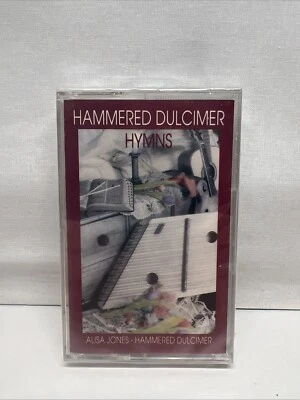 HAMMERED DULCIMER
HYMNS
ALISA JONES - HAMMERED DULCIMER